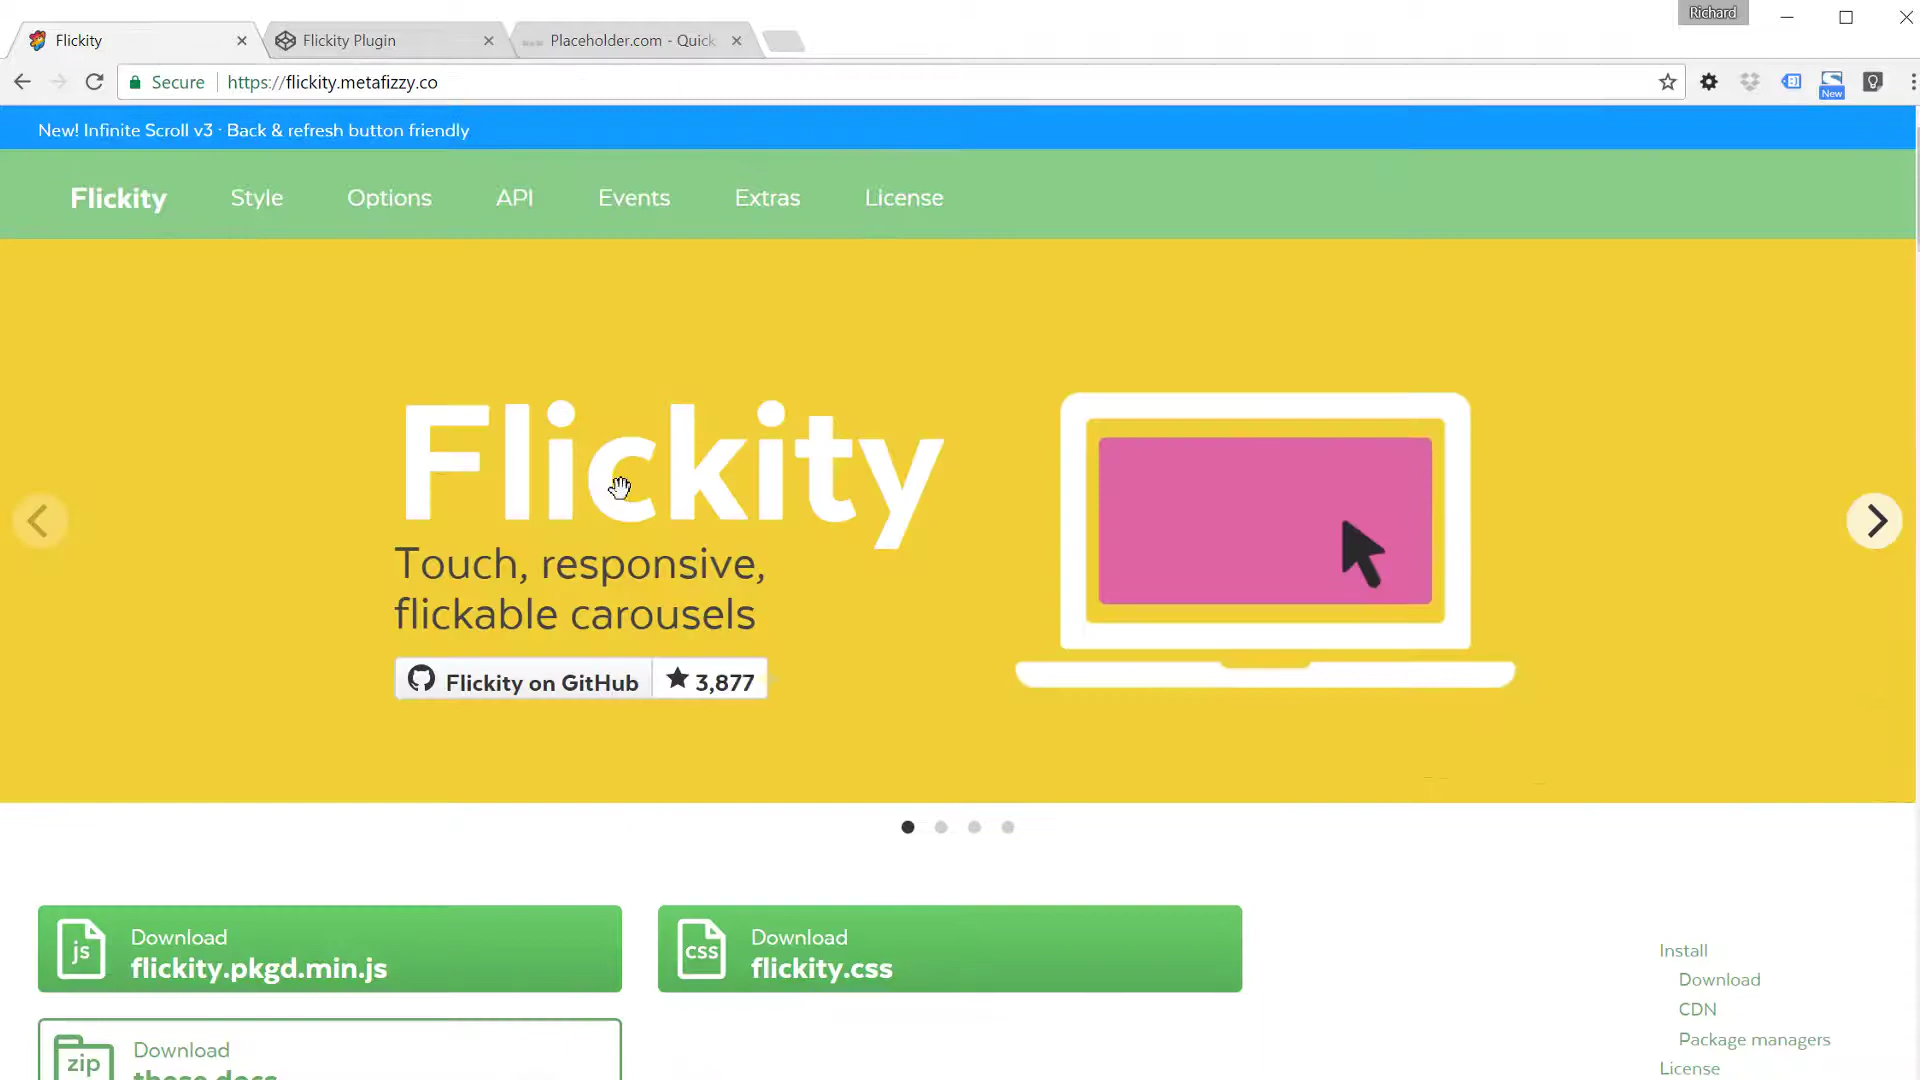 Richard
Flickity
Flickity Plugin
Placeholder.com - Quick
Secure
https://flickity.metafizzy.co
New
New! Infinite Scroll v3 · Back & refresh button friendly
Flickity
Style
Options
API
Events
Extras
License
Flickity
Touch, responsive,
flickable carousels
Flickity on GitHub
3,877
js
Download
flickity.pkgd.min.js
css
Download
flickity.css
zip
Download
these docs
Install
Download
CDN
Package managers
License